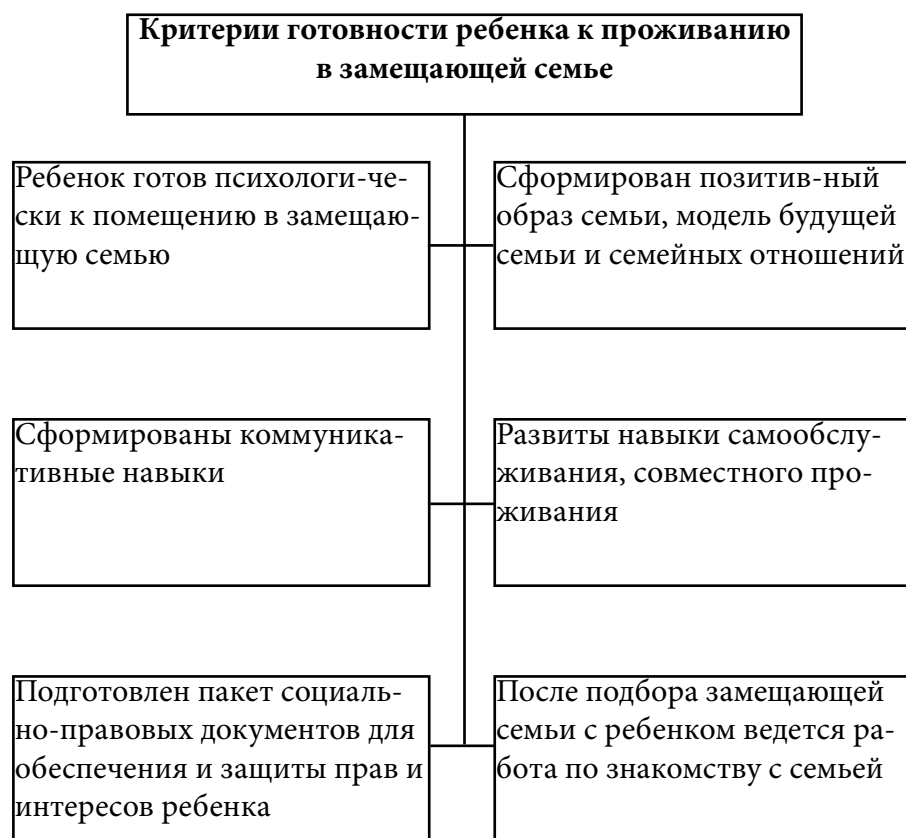 Критерии готовности ребенка к проживанию
в замещающей семье
Ребенок готов психологи-че-
ски к помещению в замещаю-
щую семью
Сформирован позитив-ный
образ семьи, модель будущей
семьи и семейных отношений
Сформированы коммуника-
тивные навыки
Развиты навыки самообслу-
живания, совместного про-
живания
Подготовлен пакет социаль-
но-правовых документов для
обеспечения и защиты прав и
интересов ребенка
После подбора замещающей
семьи с ребенком ведется ра-
бота по знакомству с семьей